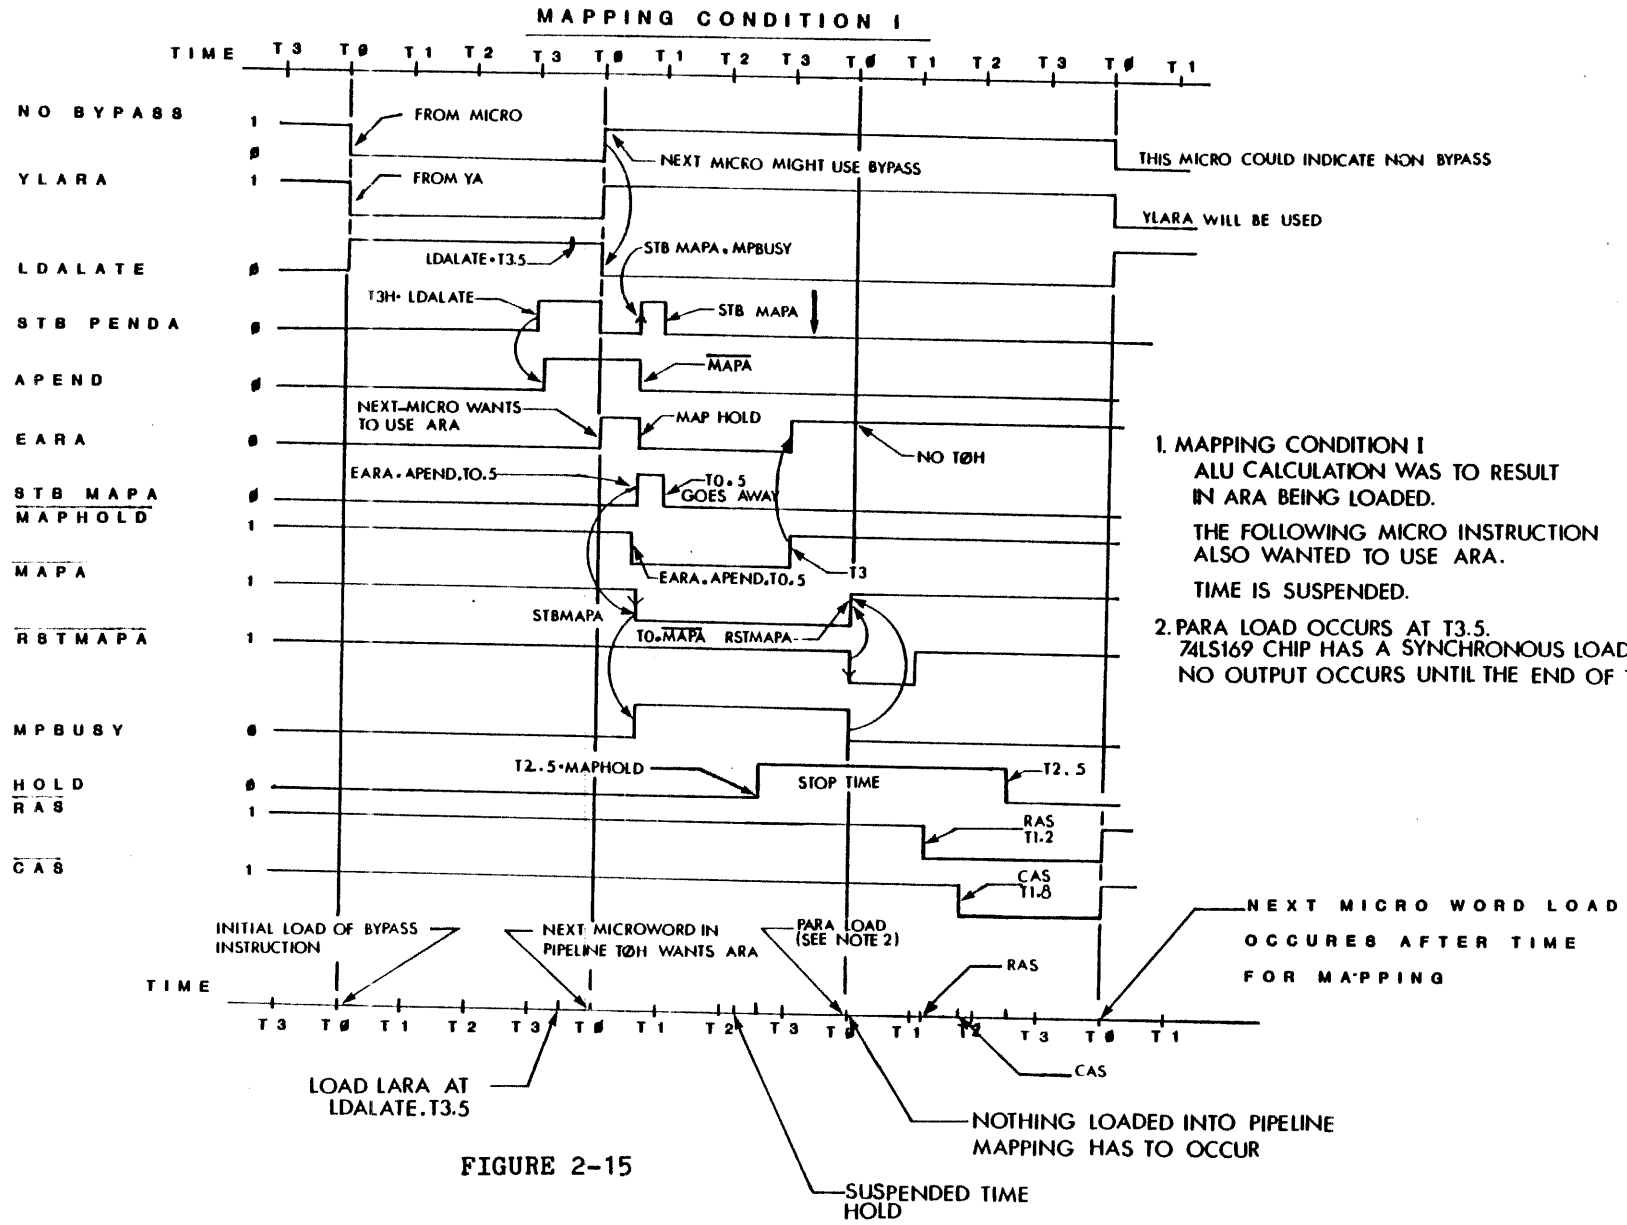 MAPPING CONDITION I
TIME T3 TØ T1 T2 T3 TØ T1 T2 T3 TØ T1 T2 T3 TØ T1
NO BYPASS 1 Ø
FROM MICRO
NEXT MICRO MIGHT USE BYPASS
THIS MICRO COULD INDICATE NON BYPASS
YLARA 1
FROM YA
YLARA WILL BE USED
LDALATE Ø
LDALATE·T3.5
STB MAPA.MPBUSY
T3H· LDALATE
STB PENDA Ø
STB MAPA
APEND Ø
M̅A̅P̅A̅
NEXT MICRO WANTS
TO USE ARA
MAP HOLD
EARA Ø
NO TØH
EARA.APEND.T0.5
T0.5
GOES AWAY
STB MAPA Ø
M̅A̅P̅H̅O̅L̅D̅ 1
EARA.APEND.T0.5
T3
M̅A̅P̅A̅ 1
STBMAPA
T0.M̅A̅P̅A̅ RSTMAPA
R̅S̅T̅M̅A̅P̅A̅ 1
MPBUSY Ø
T2.5·MAPHOLD
STOP TIME
T2.5
HOLD Ø
R̅A̅S̅ 1
RAS
T1.2
C̅A̅S̅ 1
CAS
T1.8
1. MAPPING CONDITION I
ALU CALCULATION WAS TO RESULT
IN ARA BEING LOADED.
THE FOLLOWING MICRO INSTRUCTION
ALSO WANTED TO USE ARA.
TIME IS SUSPENDED.
2. PARA LOAD OCCURS AT T3.5.
74LS169 CHIP HAS A SYNCHRONOUS LOAD
NO OUTPUT OCCURS UNTIL THE END OF
INITIAL LOAD OF BYPASS
INSTRUCTION
NEXT MICROWORD IN
PIPELINE TØH WANTS ARA
PARA LOAD
(SEE NOTE 2)
RAS
NEXT MICRO WORD LOAD
OCCURES AFTER TIME
FOR MAPPING
TIME
T3 TØ T1 T2 T3 TØ T1 T2 T3 TØ T1 T2 T3 TØ T1
CAS
LOAD LARA AT
LDALATE.T3.5
NOTHING LOADED INTO PIPELINE
MAPPING HAS TO OCCUR
FIGURE 2-15
SUSPENDED TIME
HOLD